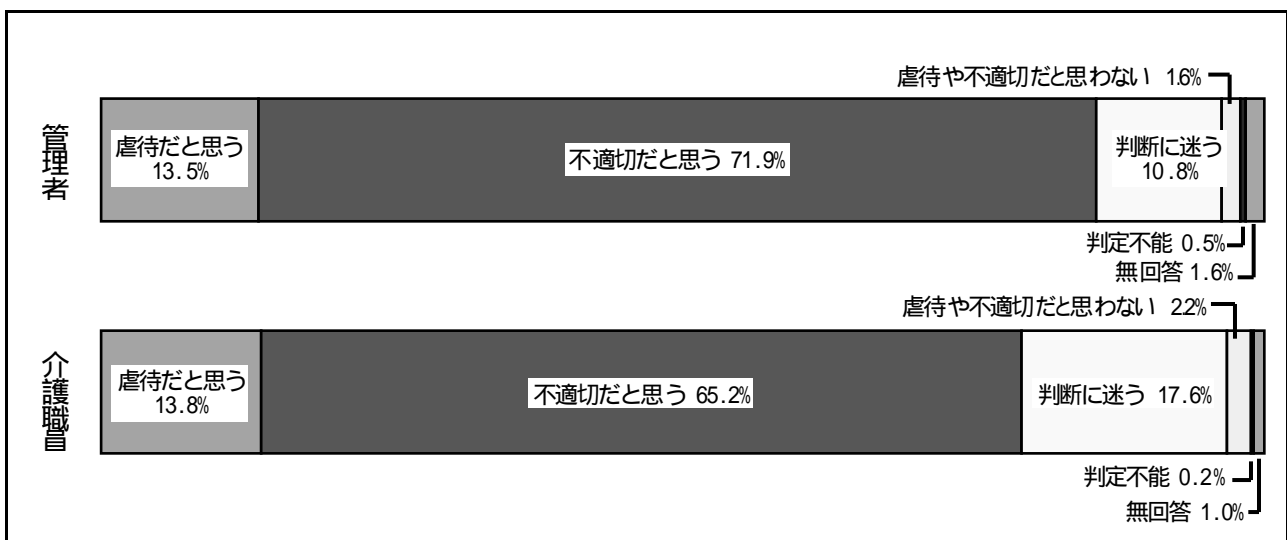 虐待や不適切だと思わない 1.6%
管理者
虐待だと思う
13.5%
不適切だと思う 71.9%
判断に迷う
10.8%
判定不能 0.5%
無回答 1.6%
虐待や不適切だと思わない 2.2%
介護職員
虐待だと思う
13.8%
不適切だと思う 65.2%
判断に迷う 17.6%
判定不能 0.2%
無回答 1.0%